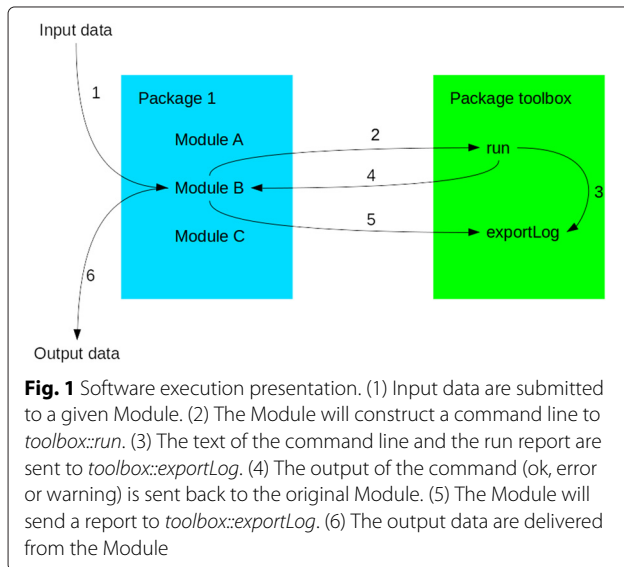 Input data
1
Package 1
Package toolbox
Module A
2
run
4
Module B
3
5
Module C
exportLog
6
Output data
Fig. 1 Software execution presentation. (1) Input data are submitted
to a given Module. (2) The Module will construct a command line to
toolbox::run. (3) The text of the command line and the run report are
sent to toolbox::exportLog. (4) The output of the command (ok, error
or warning) is sent back to the original Module. (5) The Module will
send a report to toolbox::exportLog. (6) The output data are delivered
from the Module